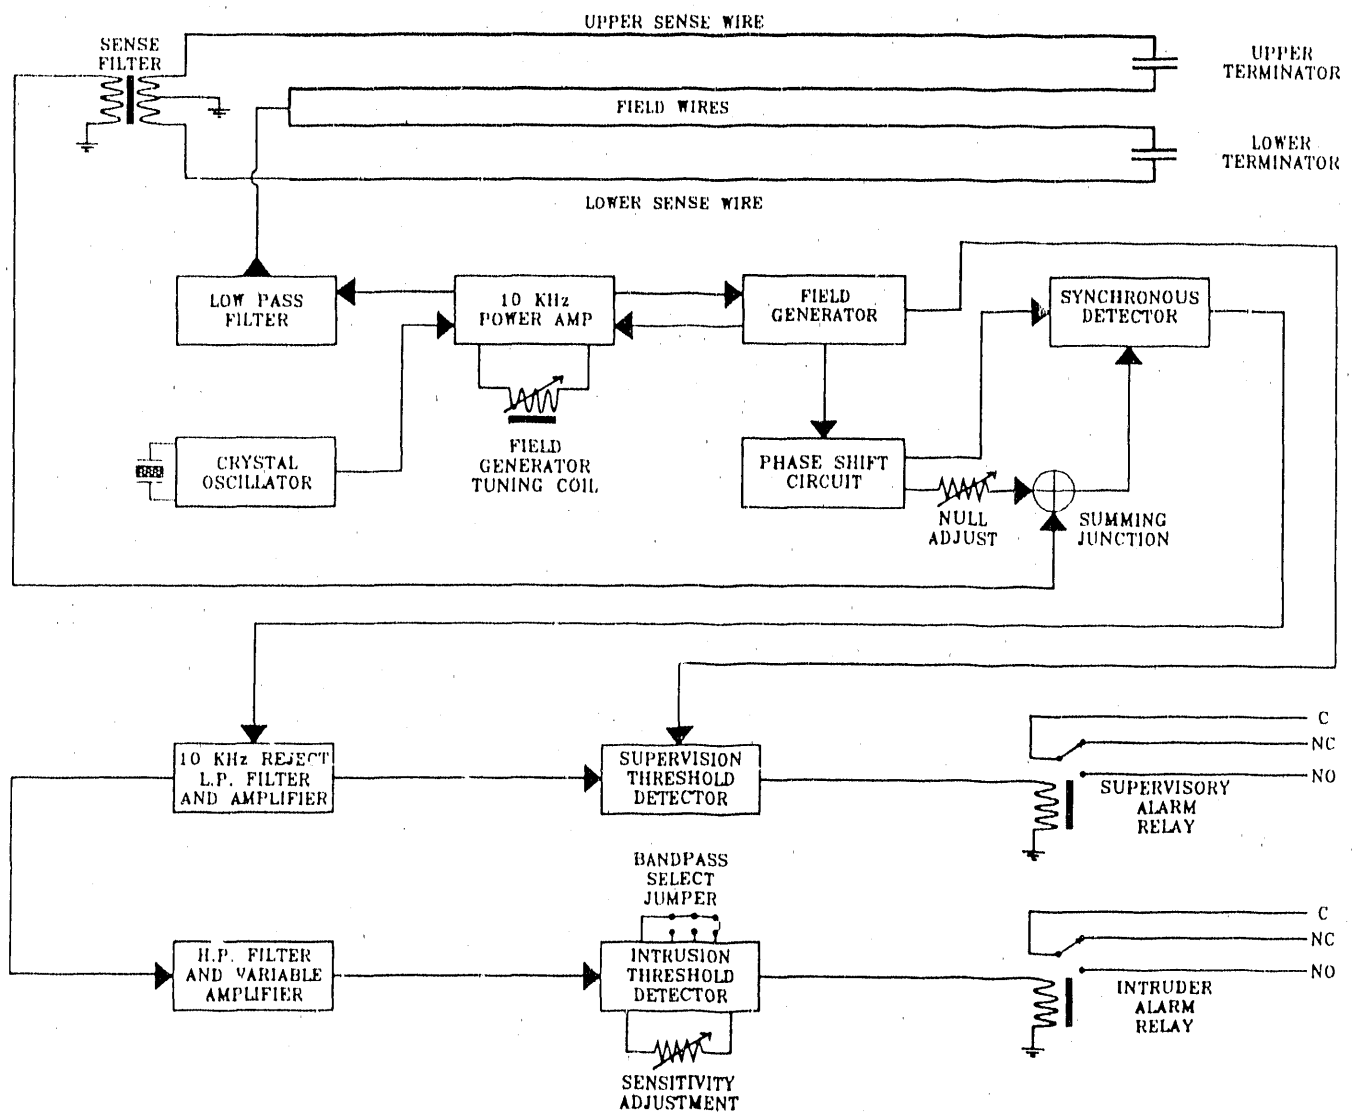 UPPER SENSE WIRE
SENSE
FILTER
UPPER
TERMINATOR
FIELD WIRES
LOWER
TERMINATOR
LOWER SENSE WIRE
LOW PASS
FILTER
10 KHz
POWER AMP
FIELD
GENERATOR
SYNCHRONOUS
DETECTOR
FIELD
GENERATOR
TUNING COIL
CRYSTAL
OSCILLATOR
PHASE SHIFT
CIRCUIT
NULL
ADJUST
SUMMING
JUNCTION
10 KHz REJECT
L.P. FILTER
AND AMPLIFIER
SUPERVISION
THRESHOLD
DETECTOR
C
NC
NO
SUPERVISORY
ALARM
RELAY
BANDPASS
SELECT
JUMPER
H.P. FILTER
AND VARIABLE
AMPLIFIER
INTRUSION
THRESHOLD
DETECTOR
C
NC
NO
INTRUDER
ALARM
RELAY
SENSITIVITY
ADJUSTMENT